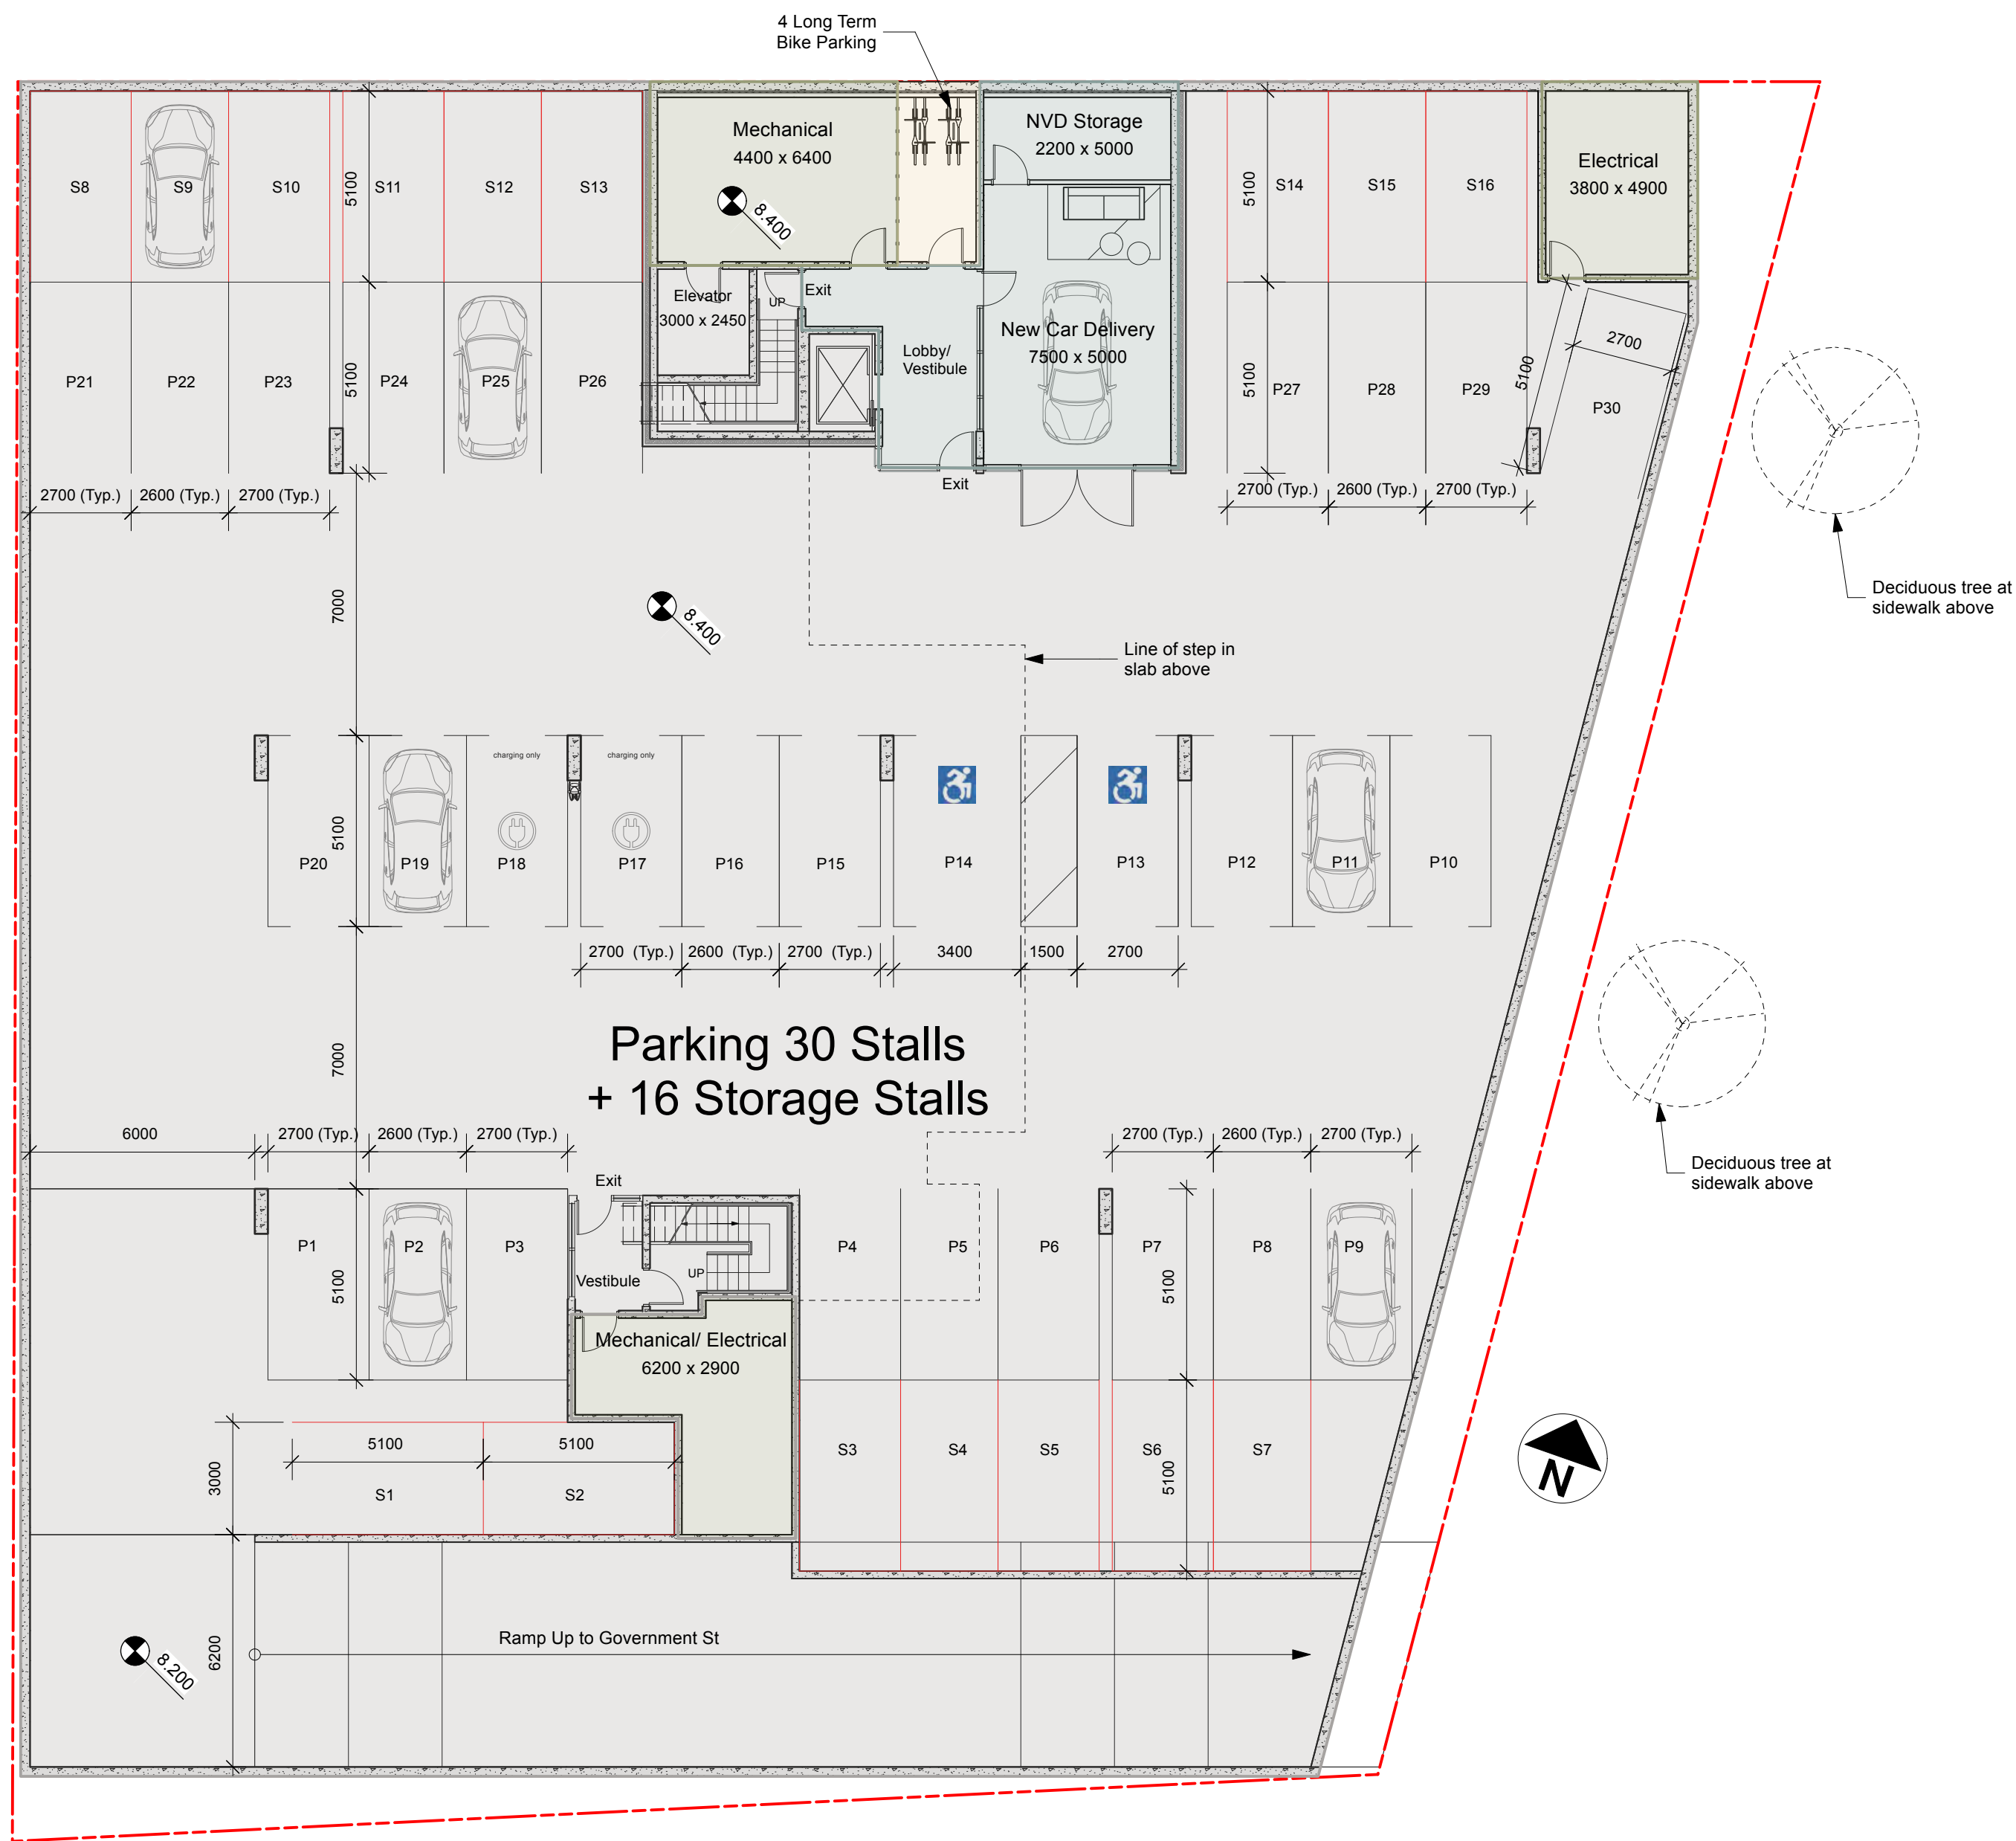 4 Long Term
Bike Parking
Mechanical
4400 x 6400
8.400
NVD Storage
2200 x 5000
Electrical
3800 x 4900
S8
S9
S10
5100
S11
S12
S13
5100
S14
S15
S16
Elevator
3000 x 2450
UP
Exit
Lobby/
Vestibule
New Car Delivery
7500 x 5000
P21
P22
P23
5100
P24
P25
P26
5100
P27
P28
P29
5100
2700
P30
Exit
2700 (Typ.)
2600 (Typ.)
2700 (Typ.)
2700 (Typ.)
2600 (Typ.)
2700 (Typ.)
7000
8.400
Deciduous tree at
sidewalk above
Line of step in
slab above
charging only
charging only
5100
P20
P19
P18
P17
P16
P15
P14
P13
P12
P11
P10
2700 (Typ.)
2600 (Typ.)
2700 (Typ.)
3400
1500
2700
Parking 30 Stalls
+ 16 Storage Stalls
7000
6000
2700 (Typ.)
2600 (Typ.)
2700 (Typ.)
2700 (Typ.)
2600 (Typ.)
2700 (Typ.)
Deciduous tree at
sidewalk above
Exit
P1
P2
P3
P4
P5
P6
P7
P8
P9
5100
Vestibule
UP
5100
Mechanical/ Electrical
6200 x 2900
5100
5100
3000
S1
S2
S3
S4
S5
S6
S7
5100
N
6200
8.200
Ramp Up to Government St